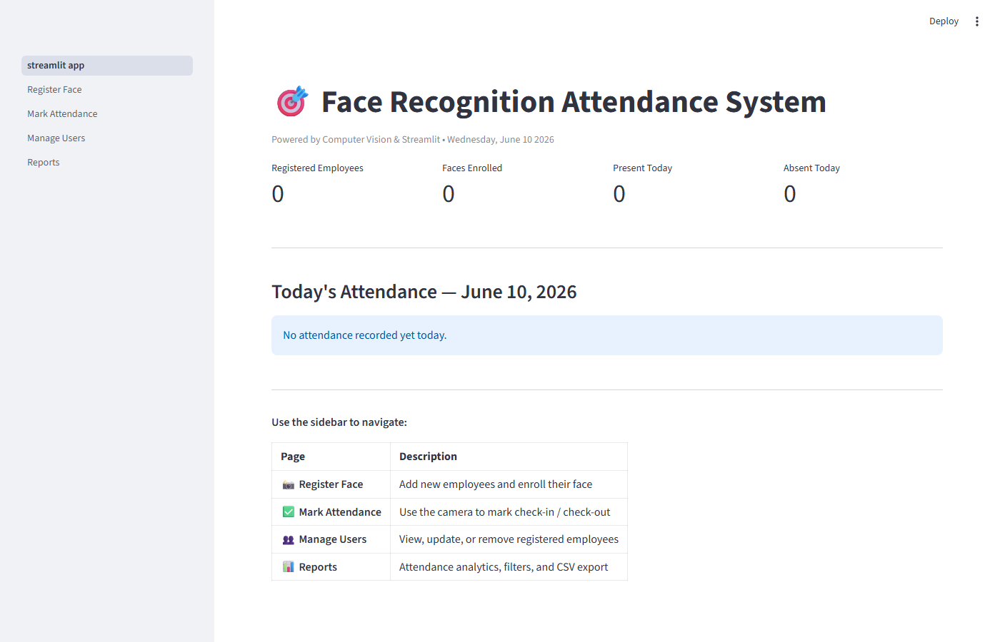 Deploy
streamlit app
Register Face
Mark Attendance
Manage Users
Reports
Face Recognition Attendance System
Powered by Computer Vision & Streamlit • Wednesday, June 10 2026
Registered Employees Faces Enrolled Present Today Absent Today
0 0 0 0
Today's Attendance — June 10, 2026
No attendance recorded yet today.
Use the sidebar to navigate:
Page Description
Register Face Add new employees and enroll their face
Mark Attendance Use the camera to mark check-in / check-out
Manage Users View, update, or remove registered employees
Reports Attendance analytics, filters, and CSV export